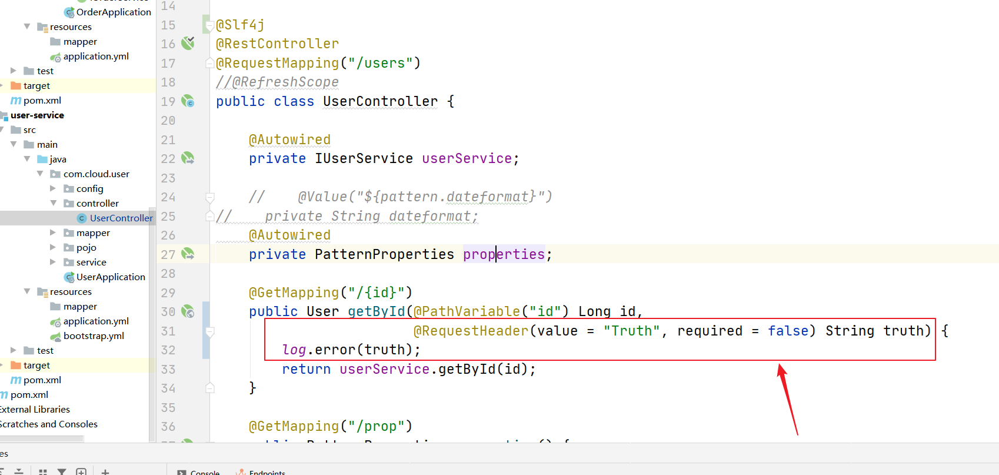 OrderApplication
resources
mapper
application.yml
test
target
pom.xml
user-service
src
main
java
com.cloud.user
config
controller
UserController
mapper
pojo
service
UserApplication
resources
mapper
application.yml
bootstrap.yml
test
target
pom.xml
pom.xml
External Libraries
Scratches and Consoles
14
15 @Slf4j
16 @RestController
17 @RequestMapping("/users")
18 //@RefreshScope
19 public class UserController {
20
21 @Autowired
22 private IUserService userService;
23
24 // @Value("${pattern.dateformat}")
25 // private String dateformat;
26 @Autowired
27 private PatternProperties properties;
28
29 @GetMapping("/{id}")
30 public User getById(@PathVariable("id") Long id,
31 @RequestHeader(value = "Truth", required = false) String truth) {
32 log.error(truth);
33 return userService.getById(id);
34 }
35
36 @GetMapping("/prop")
es
Console
Endpoints